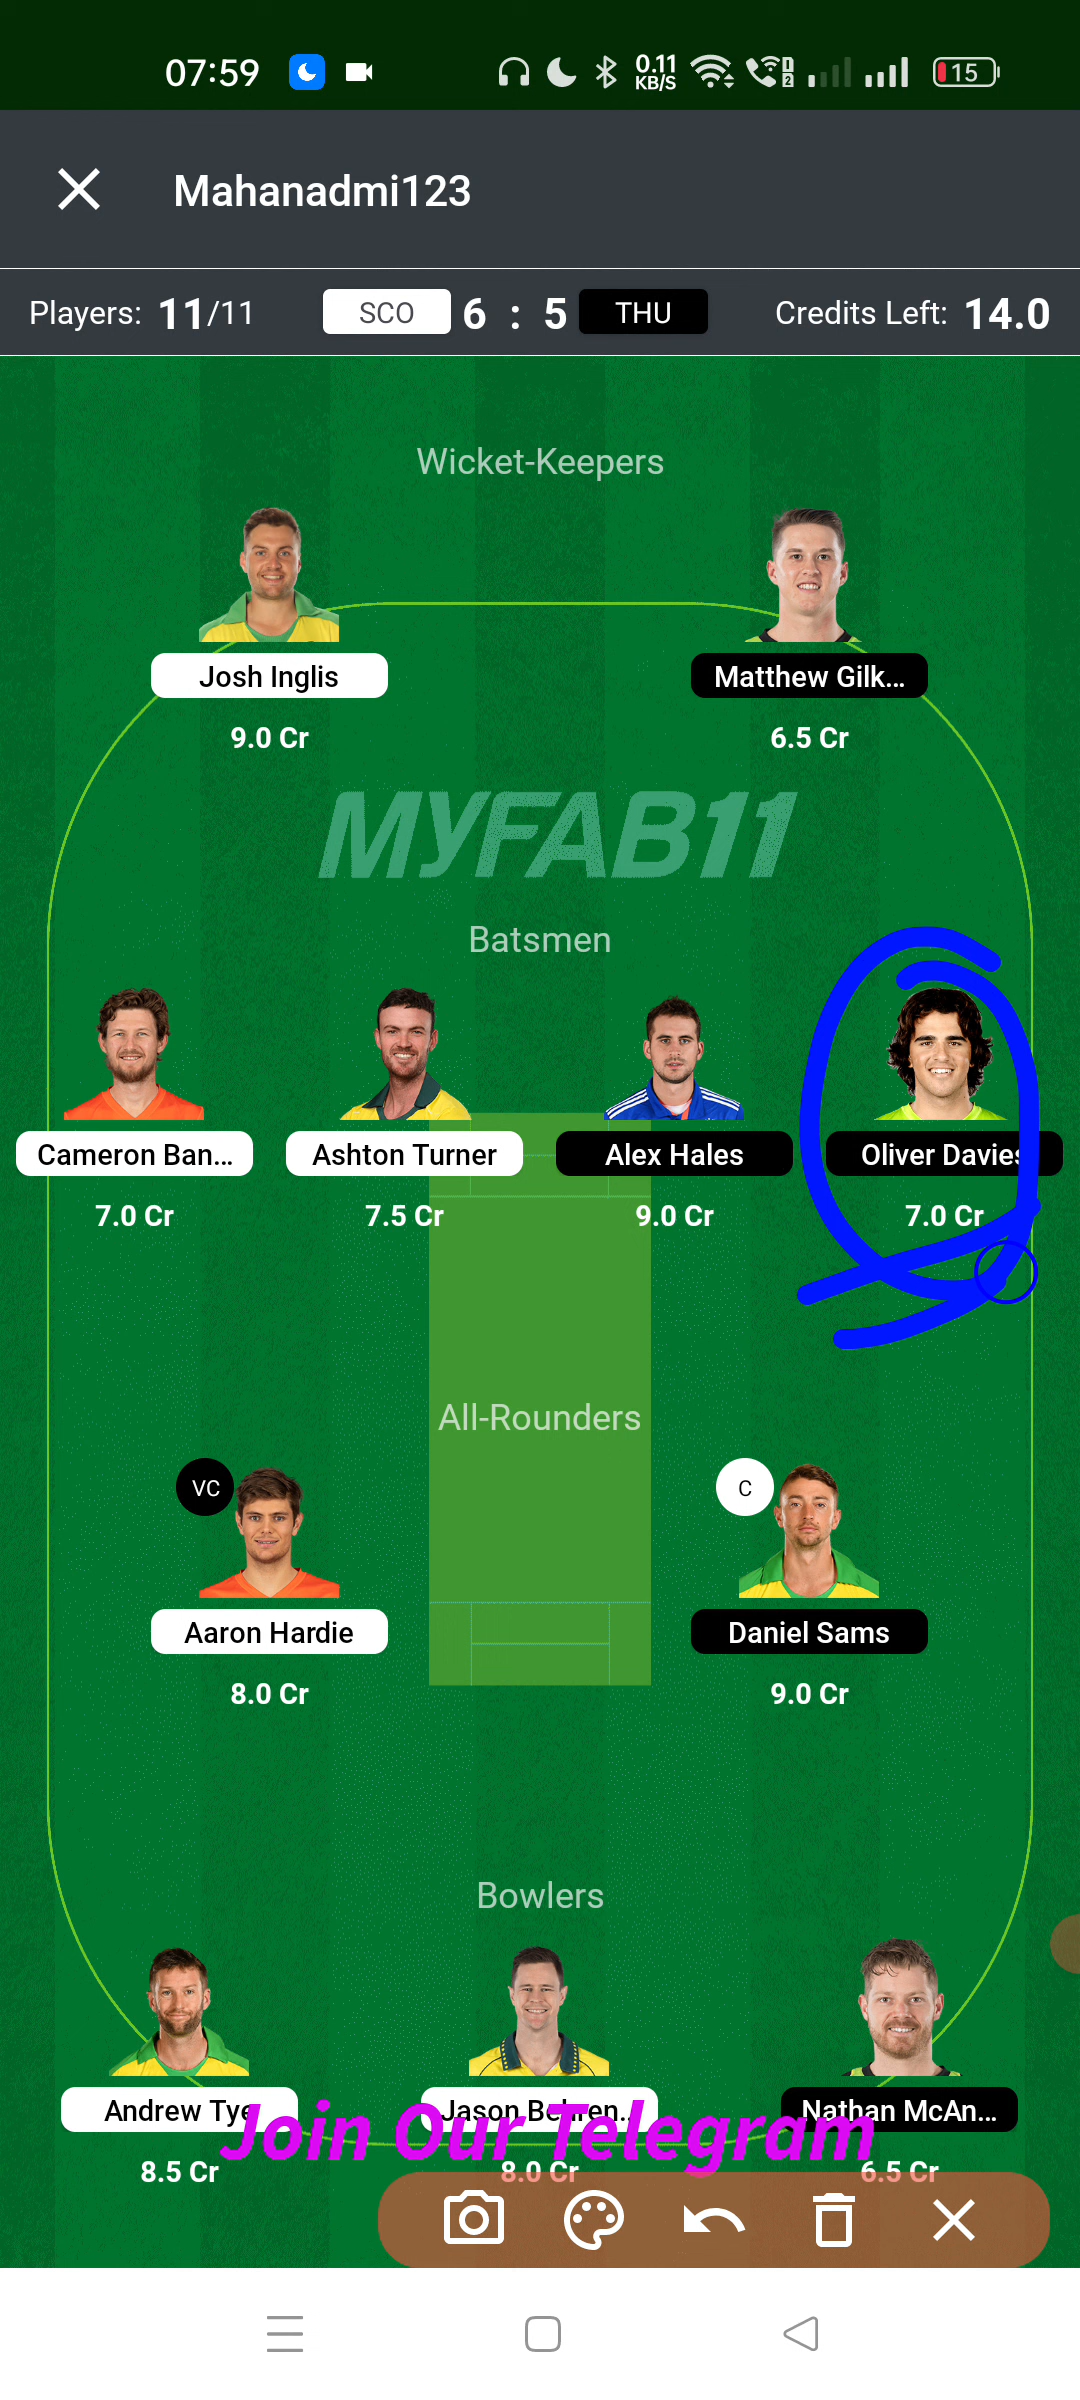 07:59 0.11 KB/S 1 2 15
Mahanadmi123
Players: 11/11 SCO 6 : 5 THU Credits Left: 14.0
Wicket-Keepers
Josh Inglis Matthew Gilk...
9.0 Cr 6.5 Cr
MYFAB11
Batsmen
Cameron Ban... Ashton Turner Alex Hales Oliver Davies
7.0 Cr 7.5 Cr 9.0 Cr 7.0 Cr
All-Rounders
VC C
Aaron Hardie Daniel Sams
8.0 Cr 9.0 Cr
Bowlers
Andrew Tye Jason Behren... Nathan McAn...
Join Our Telegram
8.5 Cr 8.0 Cr 6.5 Cr